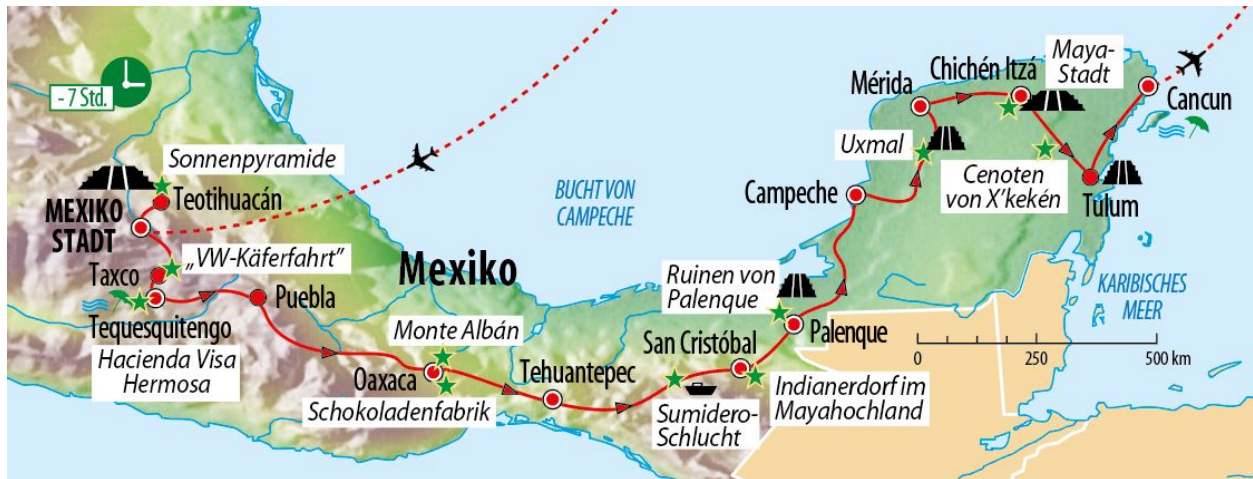 - 7 Std.
Sonnenpyramide
Teotihuacán
MEXIKO
STADT
„VW-Käferfahrt”
Taxco
Tequesquitengo
Hacienda Visa
Hermosa
Puebla
Mexiko
Monte Albán
Oaxaca
Schokoladenfabrik
Tehuantepec
BUCHT VON
CAMPECHE
San Cristóbal
Sumidero-
Schlucht
Ruinen von
Palenque
Palenque
Indianerdorf im
Mayahochland
Campeche
Uxmal
Mérida
Chichén Itzá
Maya-
Stadt
Cancun
Cenoten
von X'kekén
Tulum
KARIBISCHES
MEER
0
250
500 km